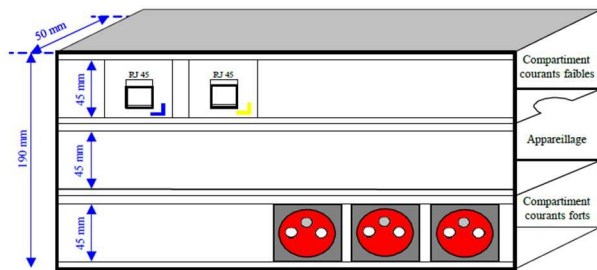 50 mm
190 mm
45 mm
RJ 45
RJ 45
Compartiment
courants faibles
45 mm
Appareillage
45 mm
Compartiment
courants forts